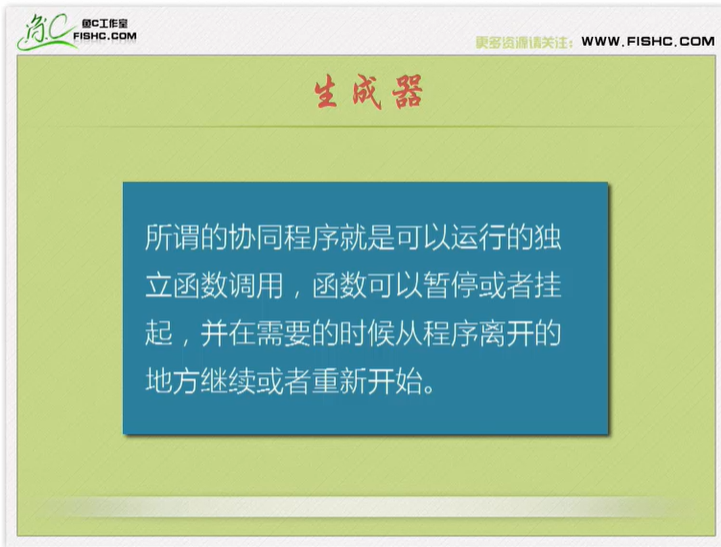 鱼C
鱼C工作室
FISHC.COM
更多资源请关注： WWW.FISHC.COM
生成器
所谓的协同程序就是可以运行的独
立函数调用，函数可以暂停或者挂
起，并在需要的时候从程序离开的
地方继续或者重新开始。